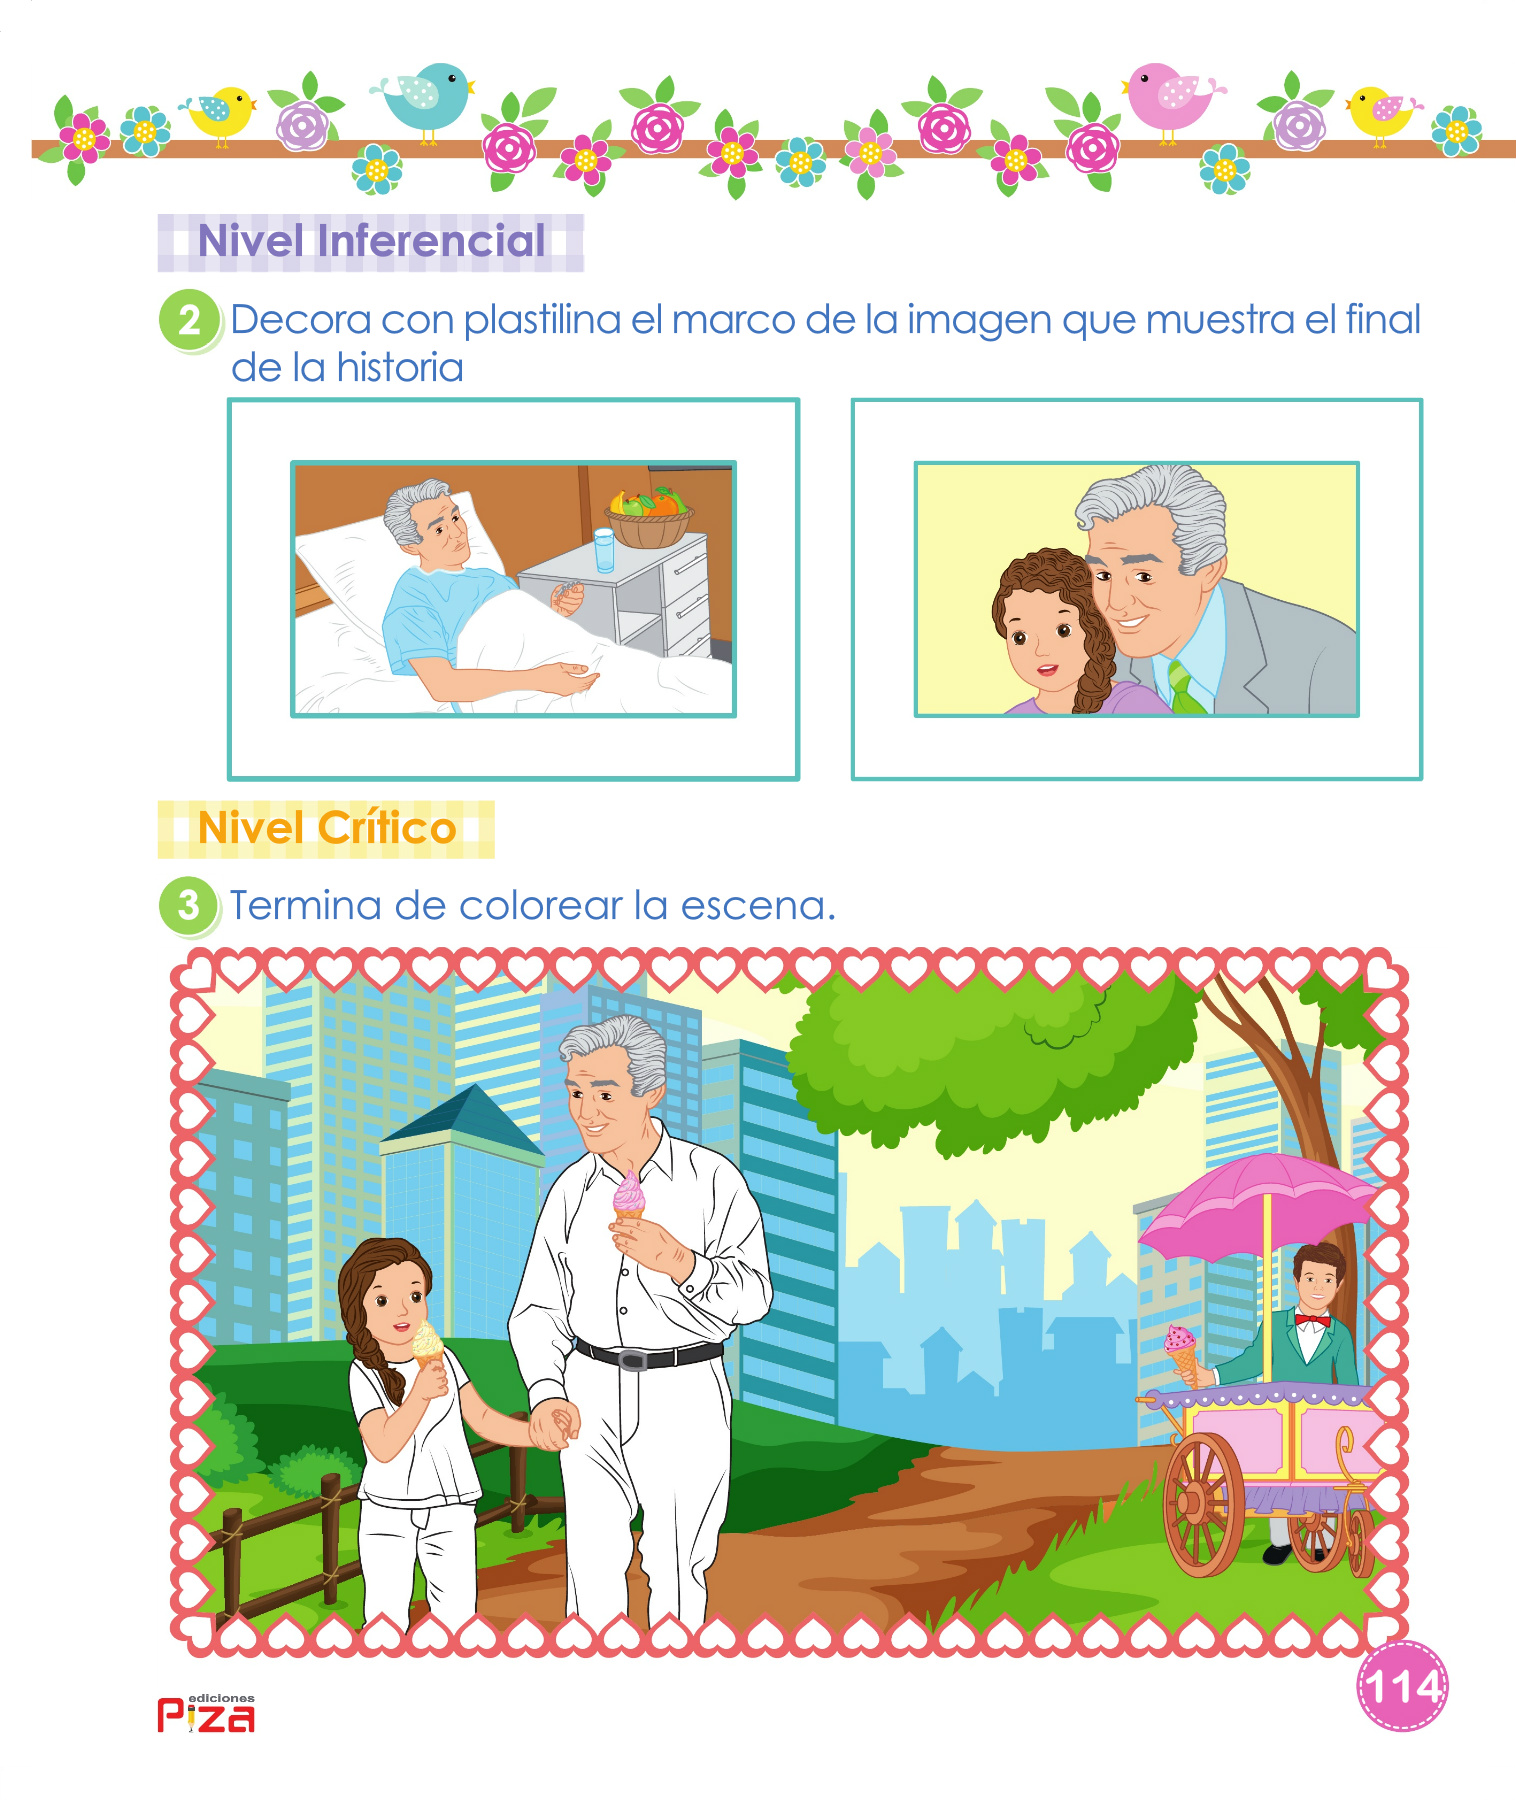 Nivel Inferencial
2 Decora con plastilina el marco de la imagen que muestra el final
de la historia
Nivel Crítico
3 Termina de colorear la escena.
114
ediciones
Piza